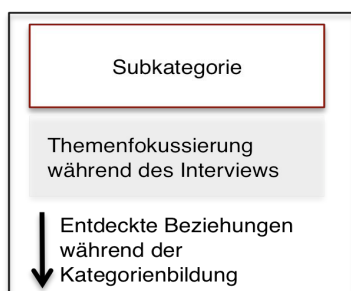 Subkategorie
Themenfokussierung
während des Interviews
Entdeckte Beziehungen
während der
Kategorienbildung